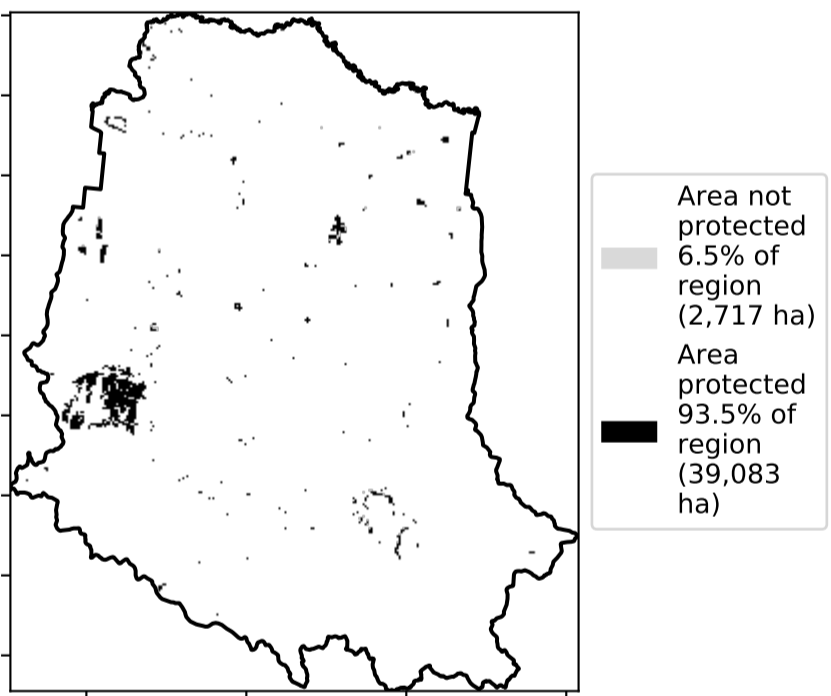 Area not
protected
6.5% of
region
(2,717 ha)
Area
protected
93.5% of
region
(39,083
ha)